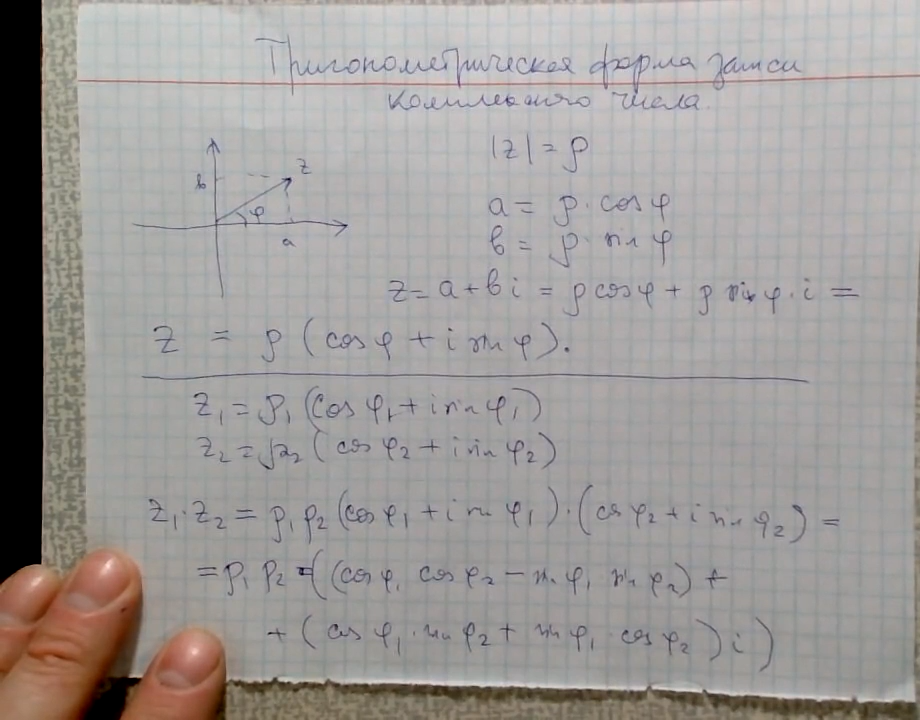 Тригонометрическая форма записи
комплексного числа.
|z| = ρ
b z φ a
a = ρ · cos φ
b = ρ · sin φ
z = a + b i = ρ cos φ + ρ sin φ · i =
z = ρ (cos φ + i sin φ).
z₁ = ρ₁ (cos φ₁ + i sin φ₁)
z₂ = ρ₂ (cos φ₂ + i sin φ₂)
z₁ · z₂ = ρ₁ ρ₂ (cos φ₁ + i sin φ₁) · (cos φ₂ + i sin φ₂) =
= ρ₁ ρ₂ ((cos φ₁ cos φ₂ − sin φ₁ sin φ₂) +
+ (cos φ₁ · sin φ₂ + sin φ₁ cos φ₂) i)